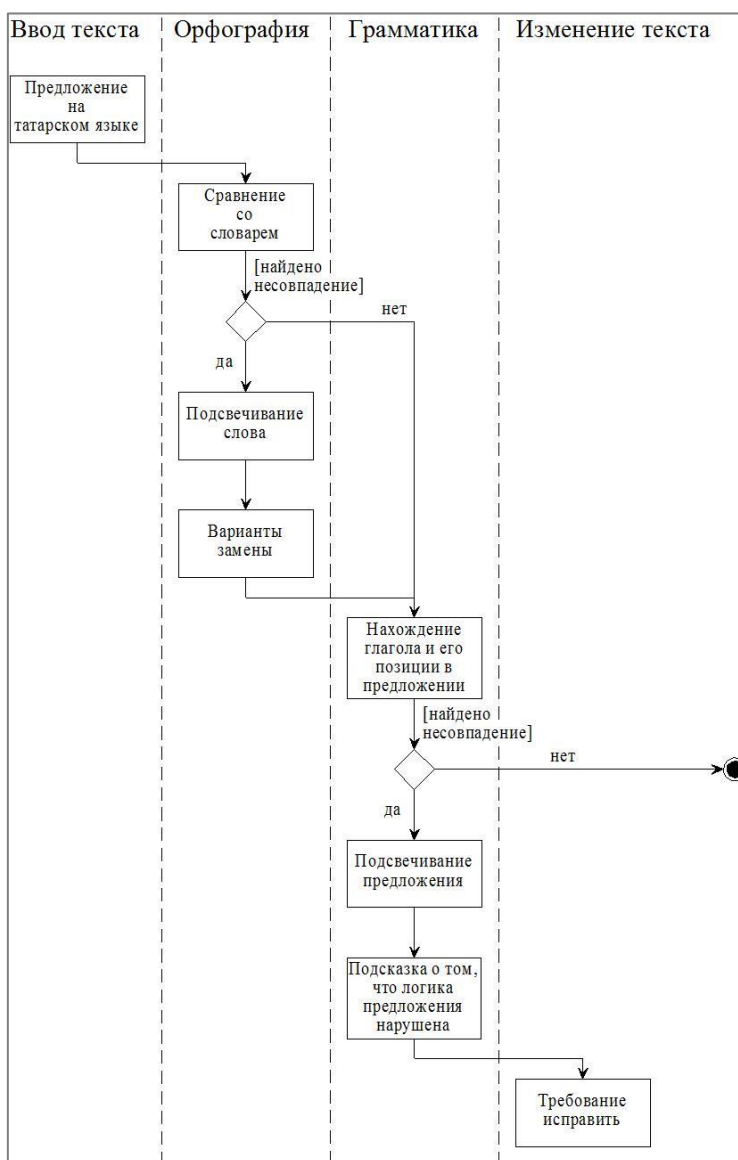 Ввод текста
Орфография
Грамматика
Изменение текста
Предложение
на
татарском языке
Сравнение
со
словарем
[найдено
несовпадение]
нет
да
Подсвечивание
слова
Варианты
замены
Нахождение
глагола и его
позиции в
предложении
[найдено
несовпадение]
нет
да
Подсвечивание
предложения
Подсказка о том,
что логика
предложения
нарушена
Требование
исправить